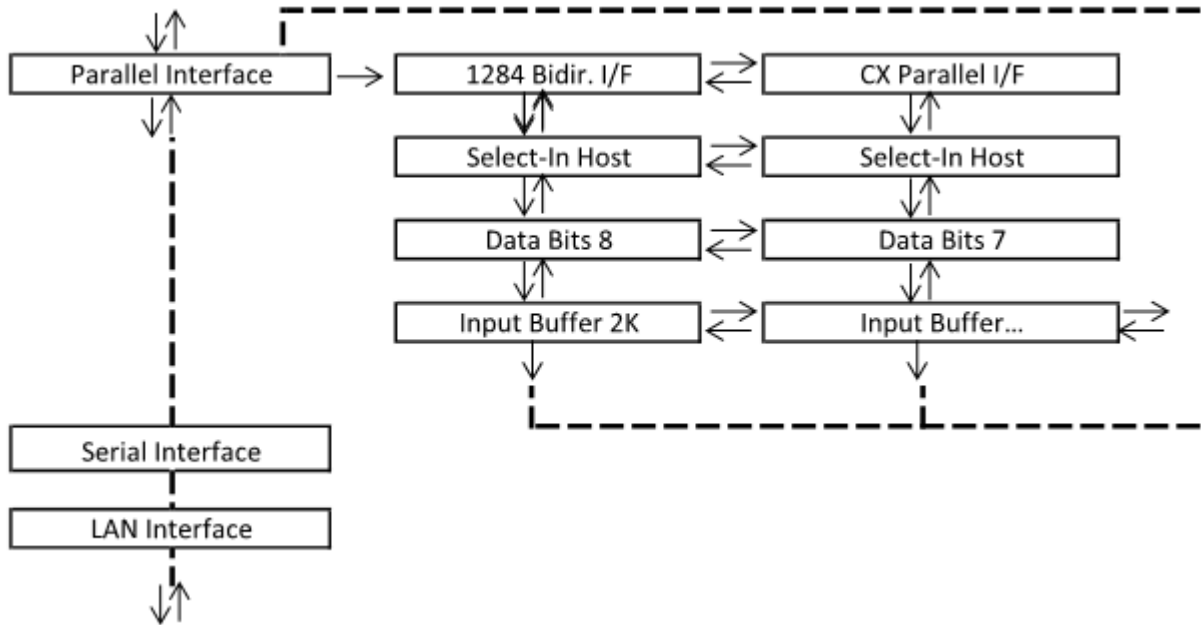 Parallel Interface
1284 Bidir. I/F
CX Parallel I/F
Select-In Host
Select-In Host
Data Bits 8
Data Bits 7
Input Buffer 2K
Input Buffer...
Serial Interface
LAN Interface